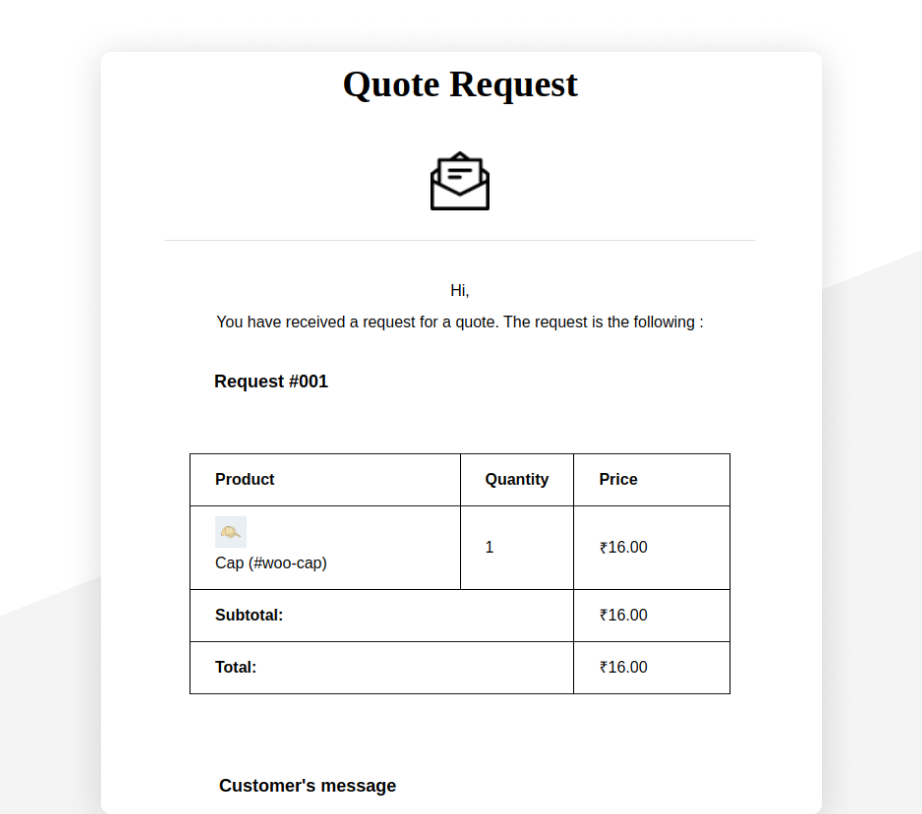 Quote Request
Hi,
You have received a request for a quote. The request is the following :
Request #001
Product Quantity Price
Cap (#woo-cap) 1 ₹16.00
Subtotal: ₹16.00
Total: ₹16.00
Customer's message